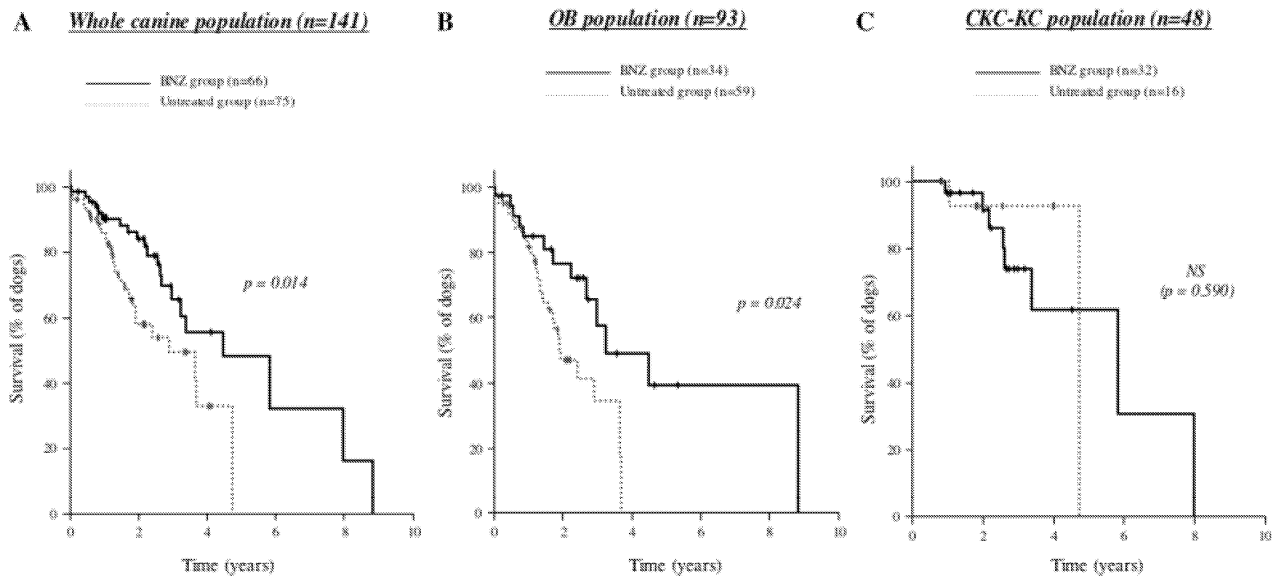 A
Whole canine population (n=141)
BNZ group (n=66)
Untreated group (n=75)
Survival (% of dogs)
100
80
60
40
20
0
p = 0.014
0 2 4 6 8 10
Time (years)
B
OB population (n=93)
BNZ group (n=34)
Untreated group (n=59)
Survival (% of dogs)
100
80
60
40
20
0
p = 0.024
0 2 4 6 8 10
Time (years)
C
CKC-KC population (n=48)
BNZ group (n=32)
Untreated group (n=16)
Survival (% of dogs)
100
80
60
40
20
0
NS
(p = 0.590)
0 2 4 6 8 10
Time (years)